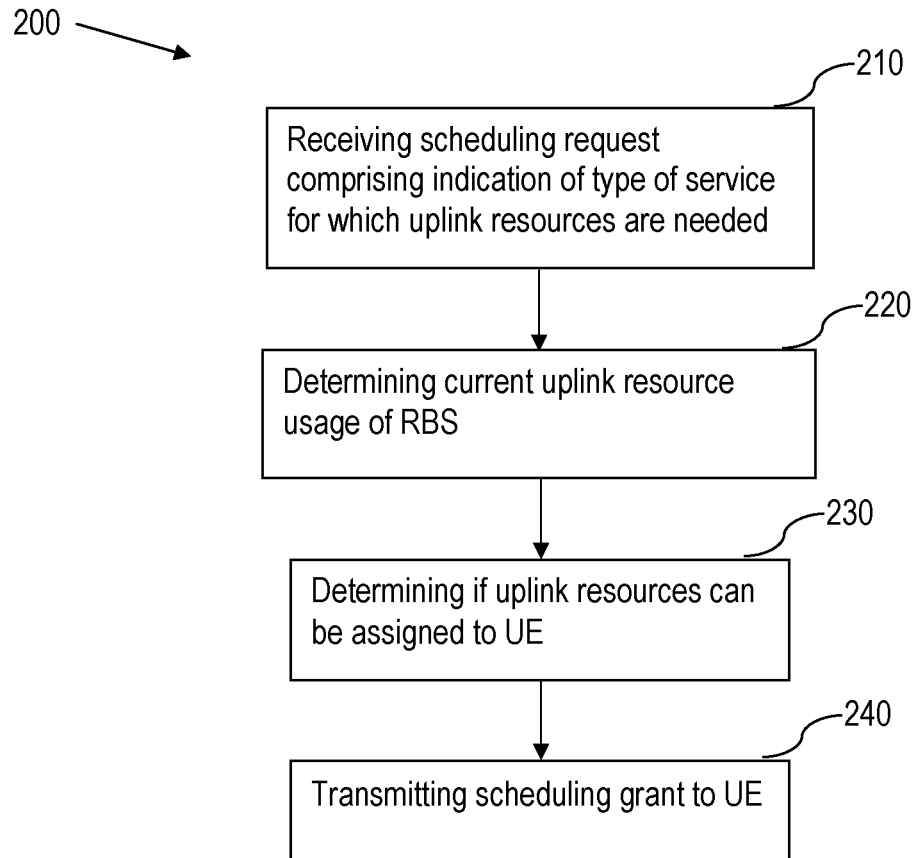 200
210
Receiving scheduling request
comprising indication of type of service
for which uplink resources are needed
220
Determining current uplink resource
usage of RBS
230
Determining if uplink resources can
be assigned to UE
240
Transmitting scheduling grant to UE